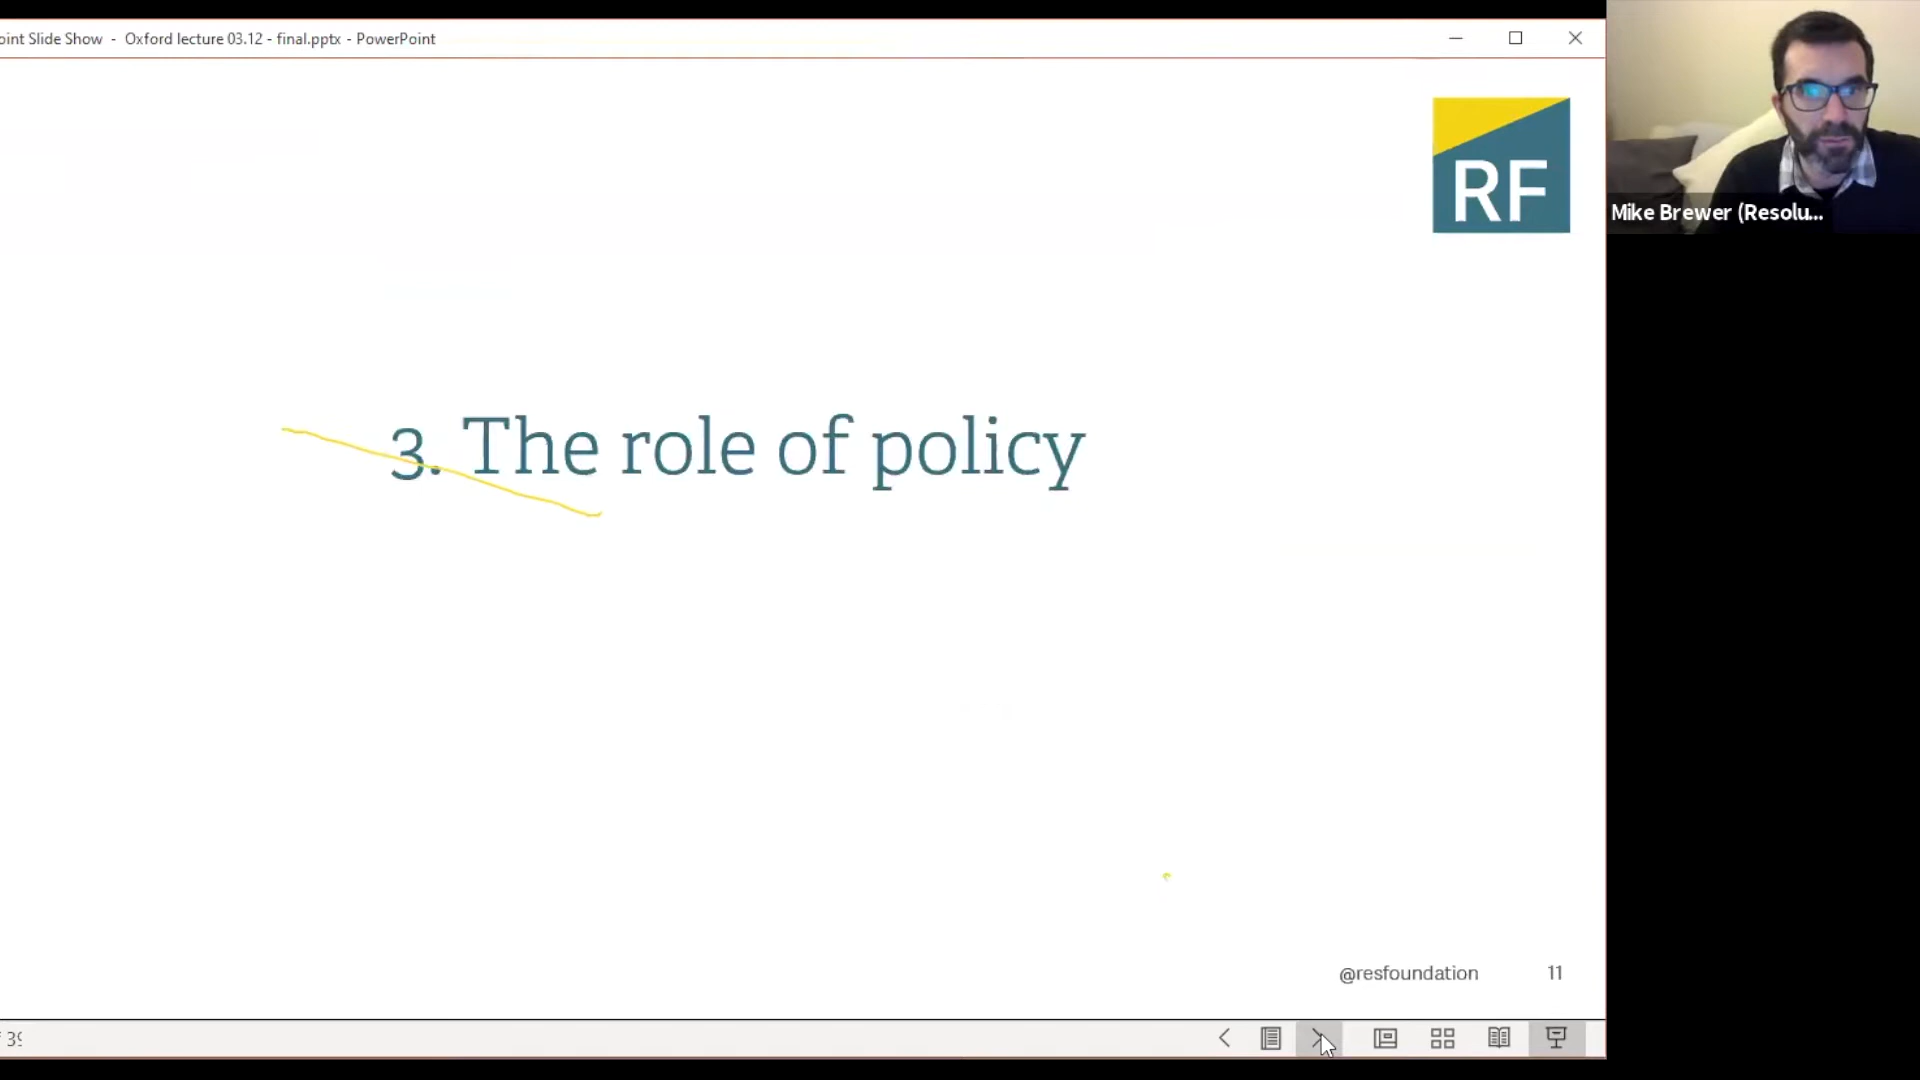 oint Slide Show - Oxford lecture 03.12 - final.pptx - PowerPoint
RF
Mike Brewer (Resolu...
3. The role of policy
@resfoundation
11
39